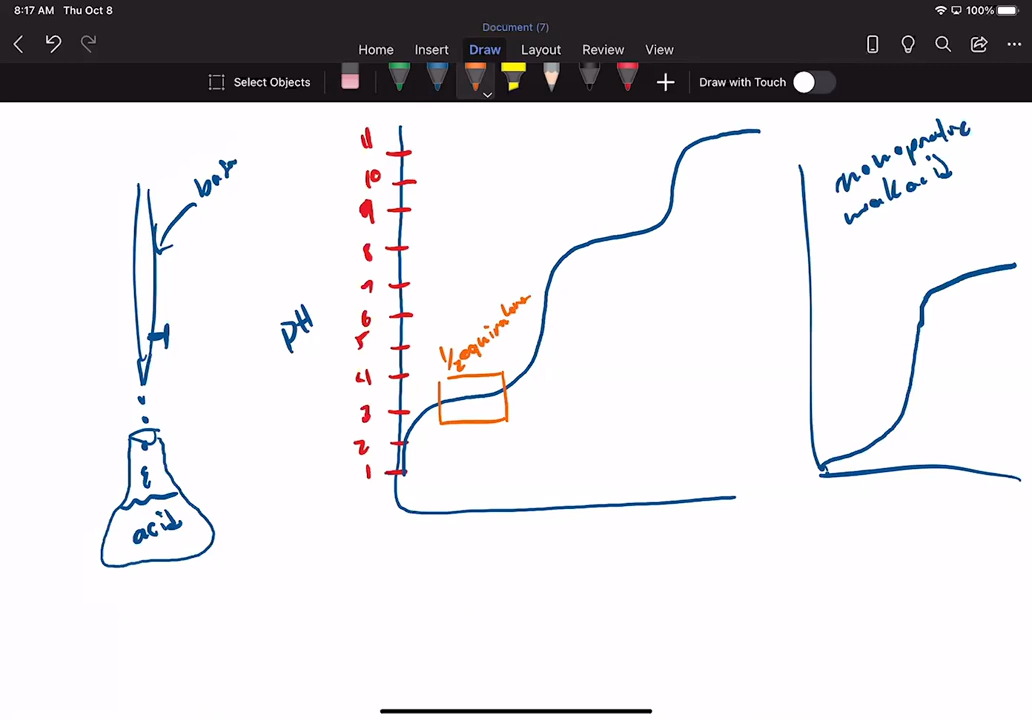 8:17 AM Thu Oct 8
100%
Document (7)
Home Insert Draw Layout Review View
Select Objects
Draw with Touch
base
pH
11
10
9
8
7
6
5
4
3
2
1
1/2 equivalence
acid
monoprotic
weak acid